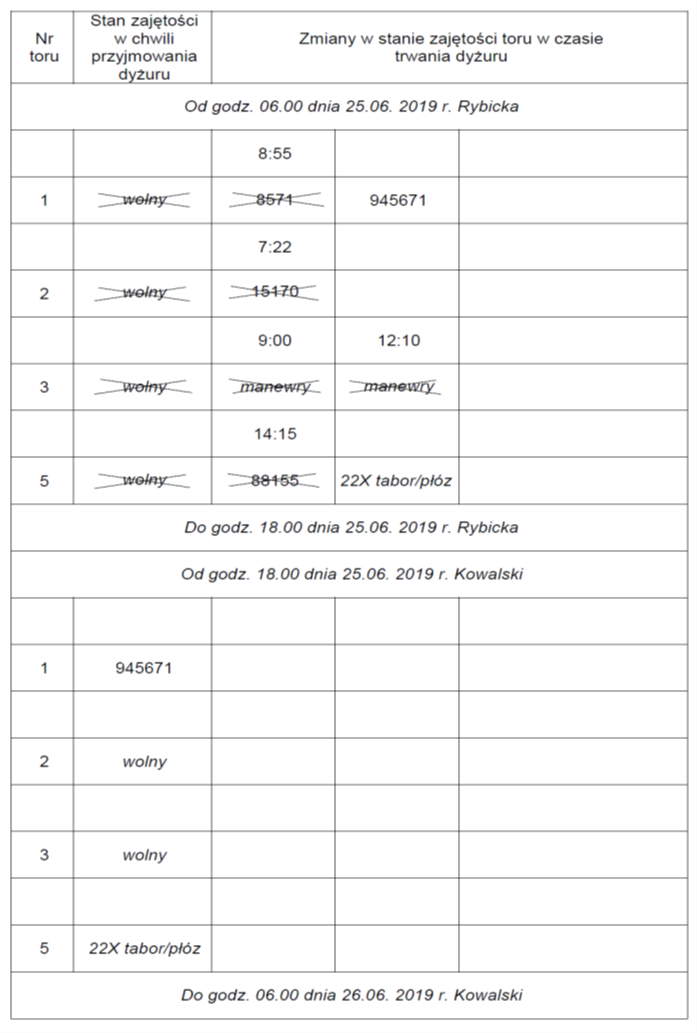 Nr toru
Stan zajętości w chwili przyjmowania dyżuru
Zmiany w stanie zajętości toru w czasie trwania dyżuru
Od godz. 06.00 dnia 25.06. 2019 r. Rybicka
8:55
1 wolny 8571 945671
7:22
2 wolny 15170
9:00 12:10
3 wolny manewry manewry
14:15
5 wolny 88155 22X tabor/płóz
Do godz. 18.00 dnia 25.06. 2019 r. Rybicka
Od godz. 18.00 dnia 25.06. 2019 r. Kowalski
1 945671
2 wolny
3 wolny
5 22X tabor/płóz
Do godz. 06.00 dnia 26.06. 2019 r. Kowalski